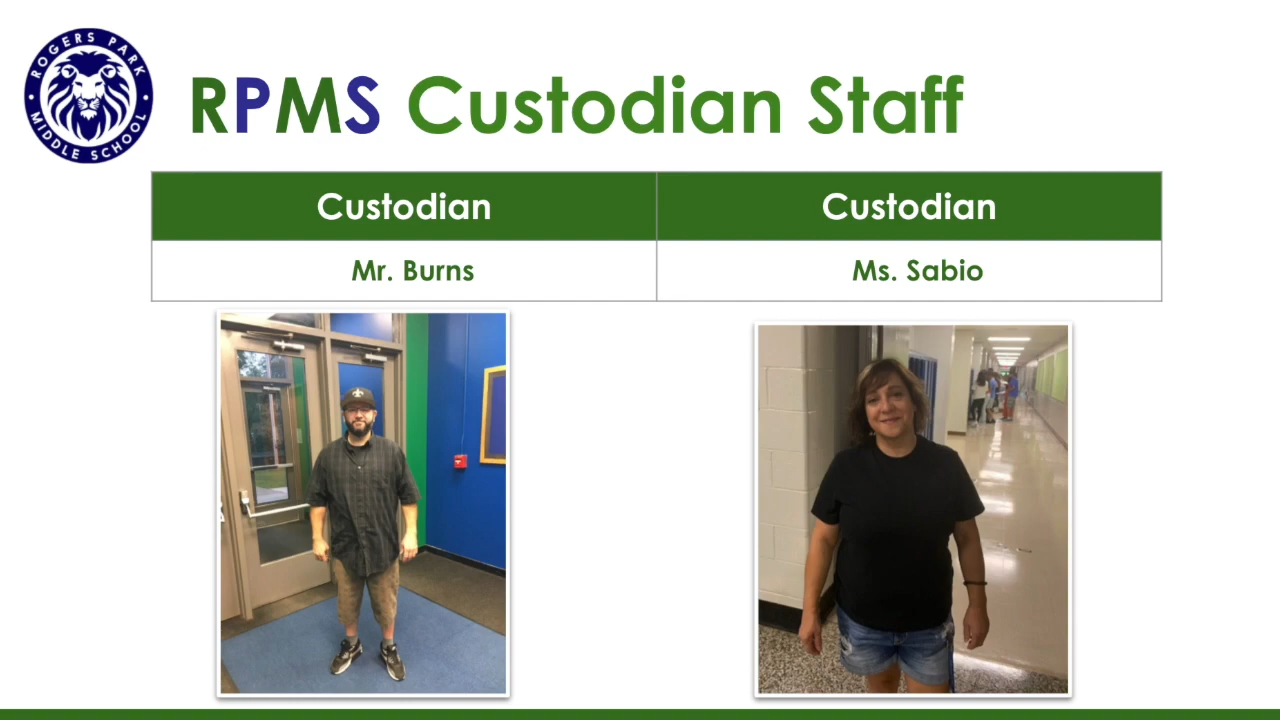 ROGERS PARK
MIDDLE SCHOOL
RPMS Custodian Staff
Custodian
Custodian
Mr. Burns
Ms. Sabio